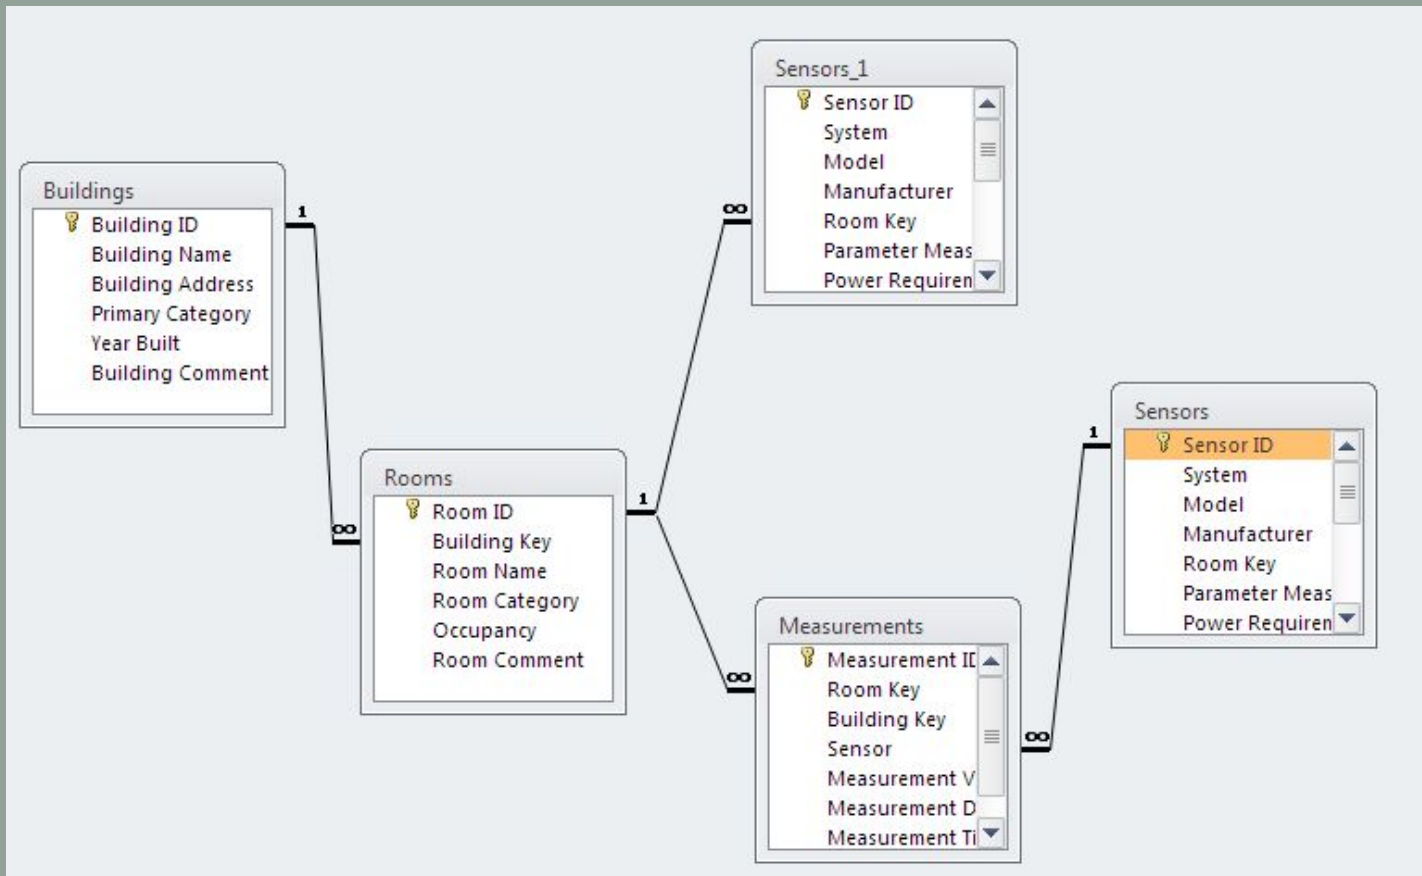 Buildings
Building ID
Building Name
Building Address
Primary Category
Year Built
Building Comment
1
∞
Rooms
Room ID
Building Key
Room Name
Room Category
Occupancy
Room Comment
1
∞
Sensors_1
Sensor ID
System
Model
Manufacturer
Room Key
Parameter Meas
Power Requiren
∞
Measurements
Measurement ID
Room Key
Building Key
Sensor
Measurement V
Measurement D
Measurement Ti
∞
1
Sensors
Sensor ID
System
Model
Manufacturer
Room Key
Parameter Meas
Power Requiren